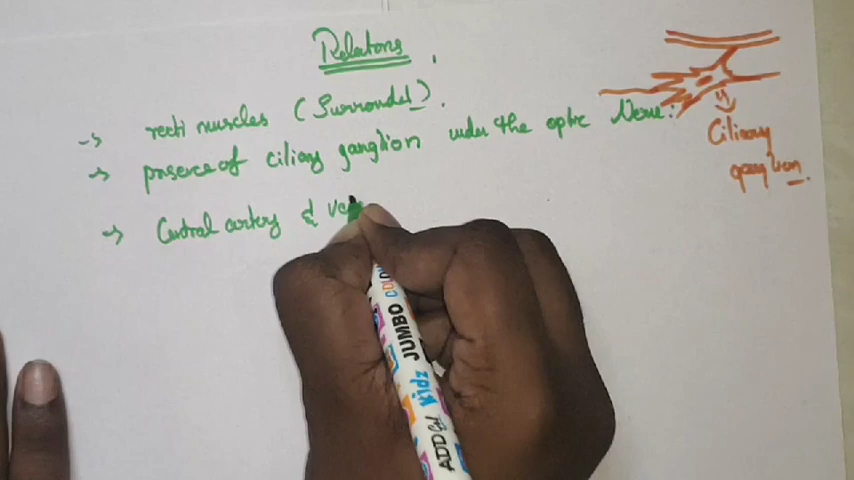 Relations.
-> recti muscles (Surrounded).
-> presence of ciliary ganglion under the optic Nerve.
-> Central artery & ve
Ciliary
ganglion.
JUMBO
Kidz
ADD Gel